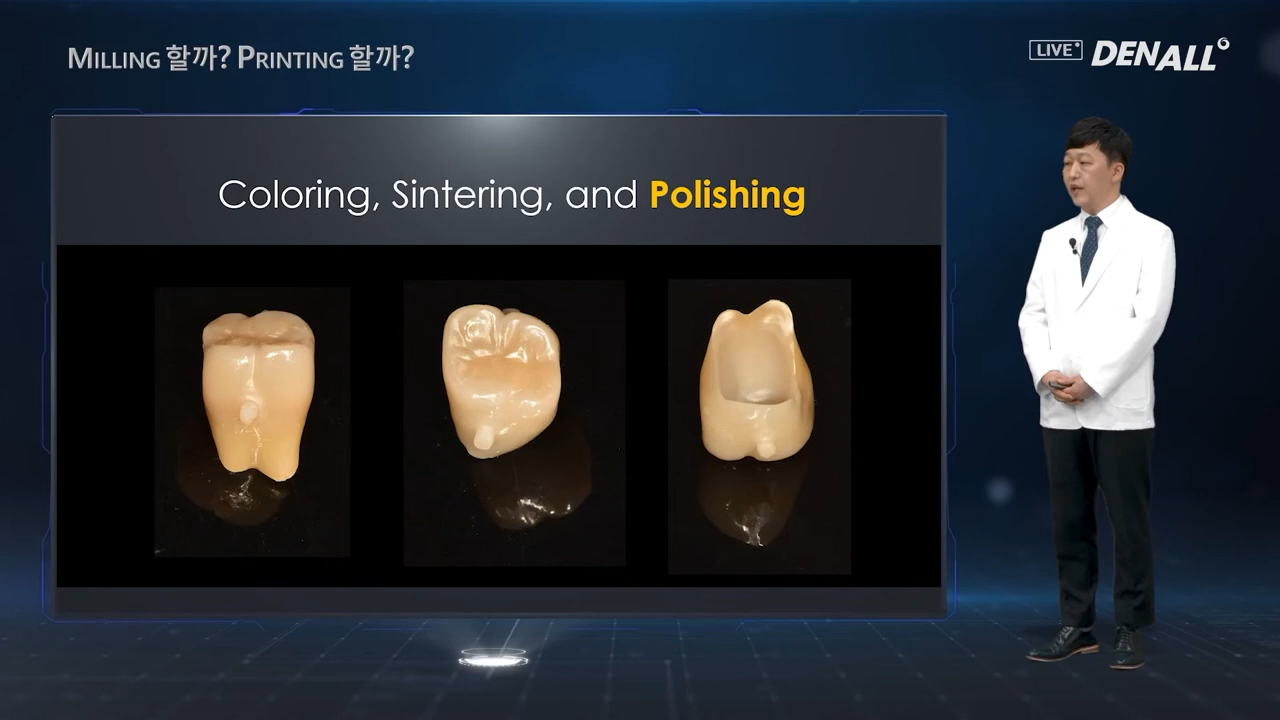 MILLING 할까? PRINTING 할까?
LIVE
DENALL
Coloring, Sintering, and Polishing